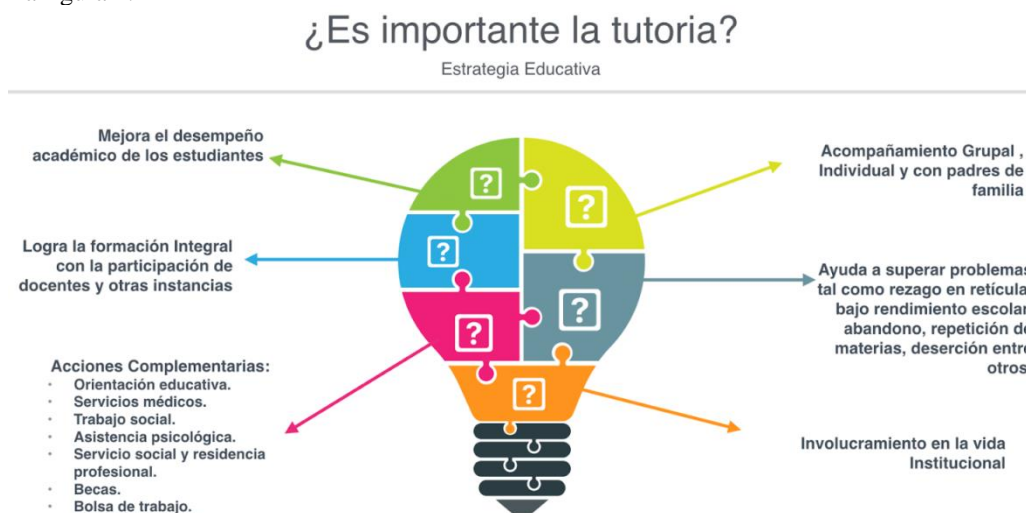 ¿Es importante la tutoria?
Estrategia Educativa
Mejora el desempeño
académico de los estudiantes
Logra la formación Integral
con la participación de
docentes y otras instancias
Acciones Complementarias:
· Orientación educativa.
· Servicios médicos.
· Trabajo social.
· Asistencia psicológica.
· Servicio social y residencia
profesional.
· Becas.
· Bolsa de trabajo.
?
?
?
?
?
?
Acompañamiento Grupal ,
Individual y con padres de
familia
Ayuda a superar problemas
tal como rezago en retícula
bajo rendimiento escolar
abandono, repetición de
materias, deserción entre
otros
Involucramiento en la vida
Institucional